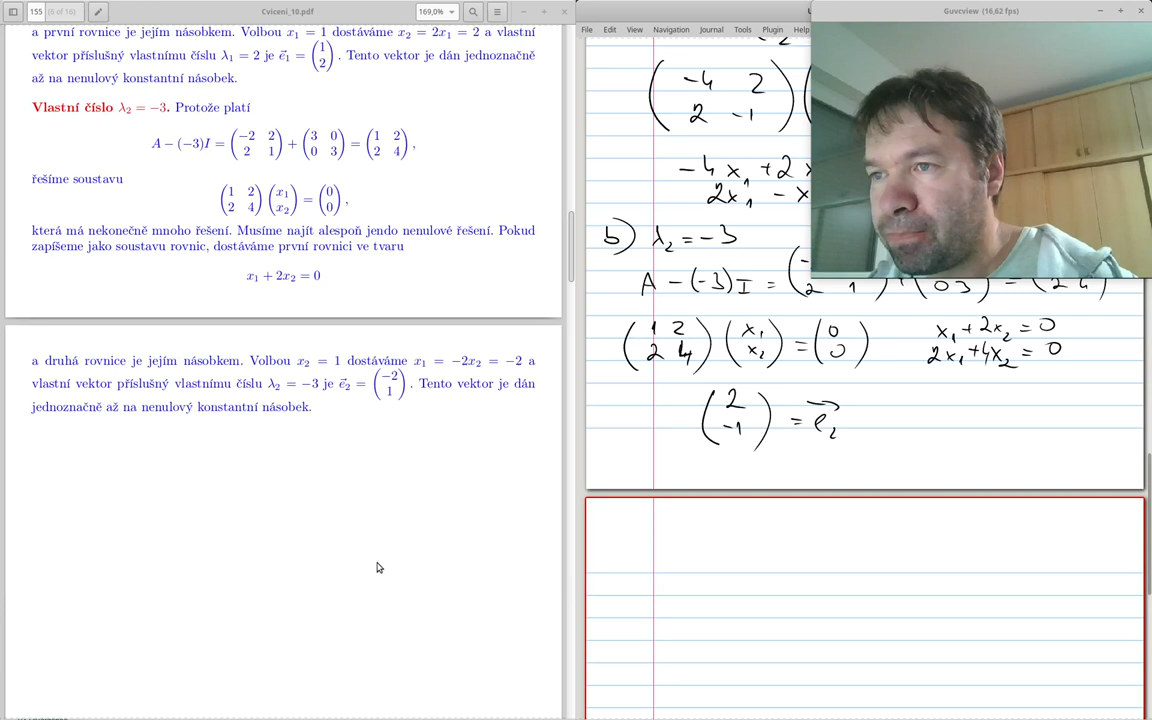 155 (6 of 16) Cviceni_10.pdf 169,0%
a první rovnice je jejím násobkem. Volbou x₁ = 1 dostáváme x₂ = 2x₁ = 2 a vlastní
vektor příslušný vlastnímu číslu λ₁ = 2 je e⃗₁ = (1 2). Tento vektor je dán jednoznačně
až na nenulový konstantní násobek.
Vlastní číslo λ₂ = −3. Protože platí
A − (−3)I = (−2 2 / 2 1) + (3 0 / 0 3) = (1 2 / 2 4),
řešíme soustavu
(1 2 / 2 4) (x₁ / x₂) = (0 / 0),
která má nekonečně mnoho řešení. Musíme najít alespoň jendo nenulové řešení. Pokud
zapíšeme jako soustavu rovnic, dostáváme první rovnici ve tvaru
x₁ + 2x₂ = 0
a druhá rovnice je jejím násobkem. Volbou x₂ = 1 dostáváme x₁ = −2x₂ = −2 a
vlastní vektor příslušný vlastnímu číslu λ₂ = −3 je e⃗₂ = (−2 / 1). Tento vektor je dán
jednoznačně až na nenulový konstantní násobek.
File Edit View Navigation Journal Tools Plugin Help
Guvcview (16,62 fps)
(−4 2 / 2 −1) (
−4x₁ + 2x
2x₁ − x
b) λ₂ = −3
A − (−3)I =
(1 2 / 2 4) (x₁ / x₂) = (0 / 0)
x₁ + 2x₂ = 0
2x₁ + 4x₂ = 0
(2 / −1) = e⃗₂